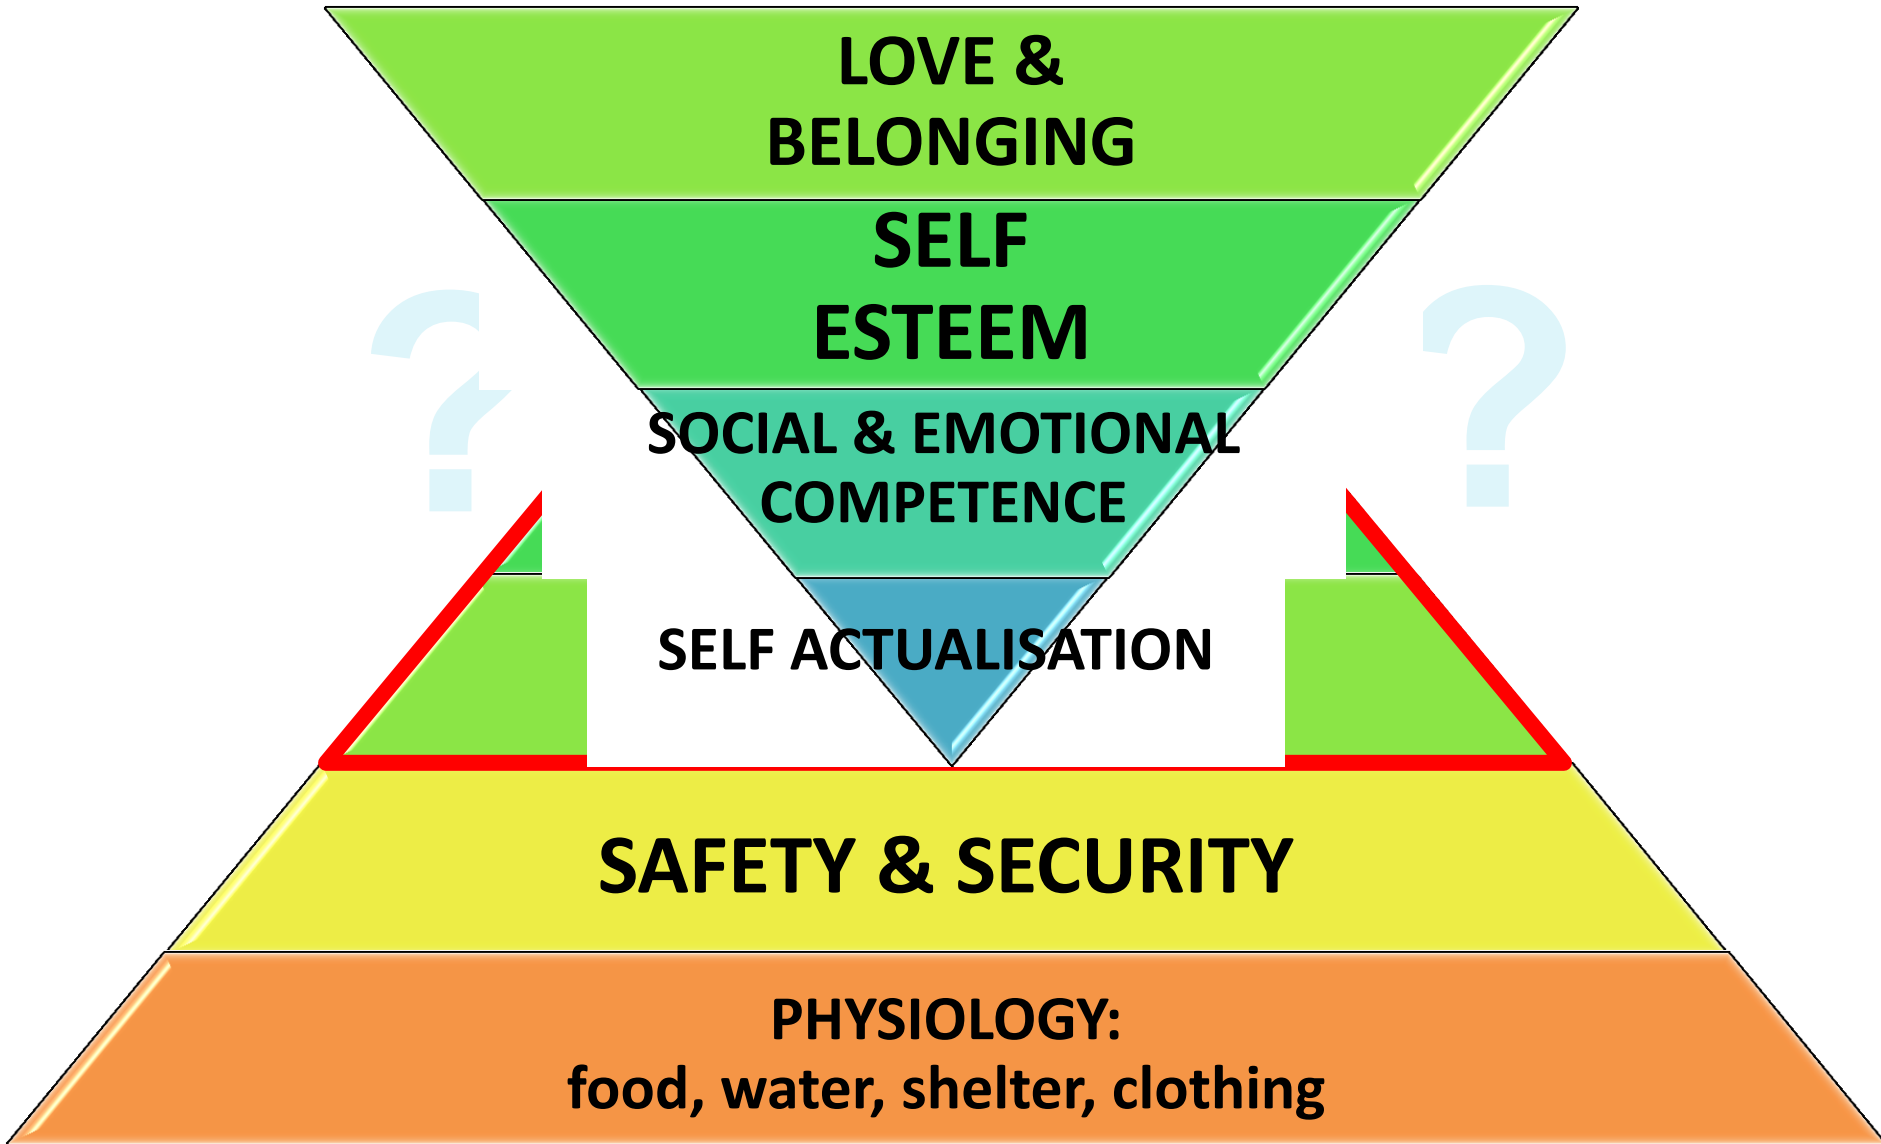 LOVE &
BELONGING
SELF
ESTEEM
SOCIAL & EMOTIONAL
COMPETENCE
? ?
SELF ACTUALISATION
SAFETY & SECURITY
PHYSIOLOGY:
food, water, shelter, clothing